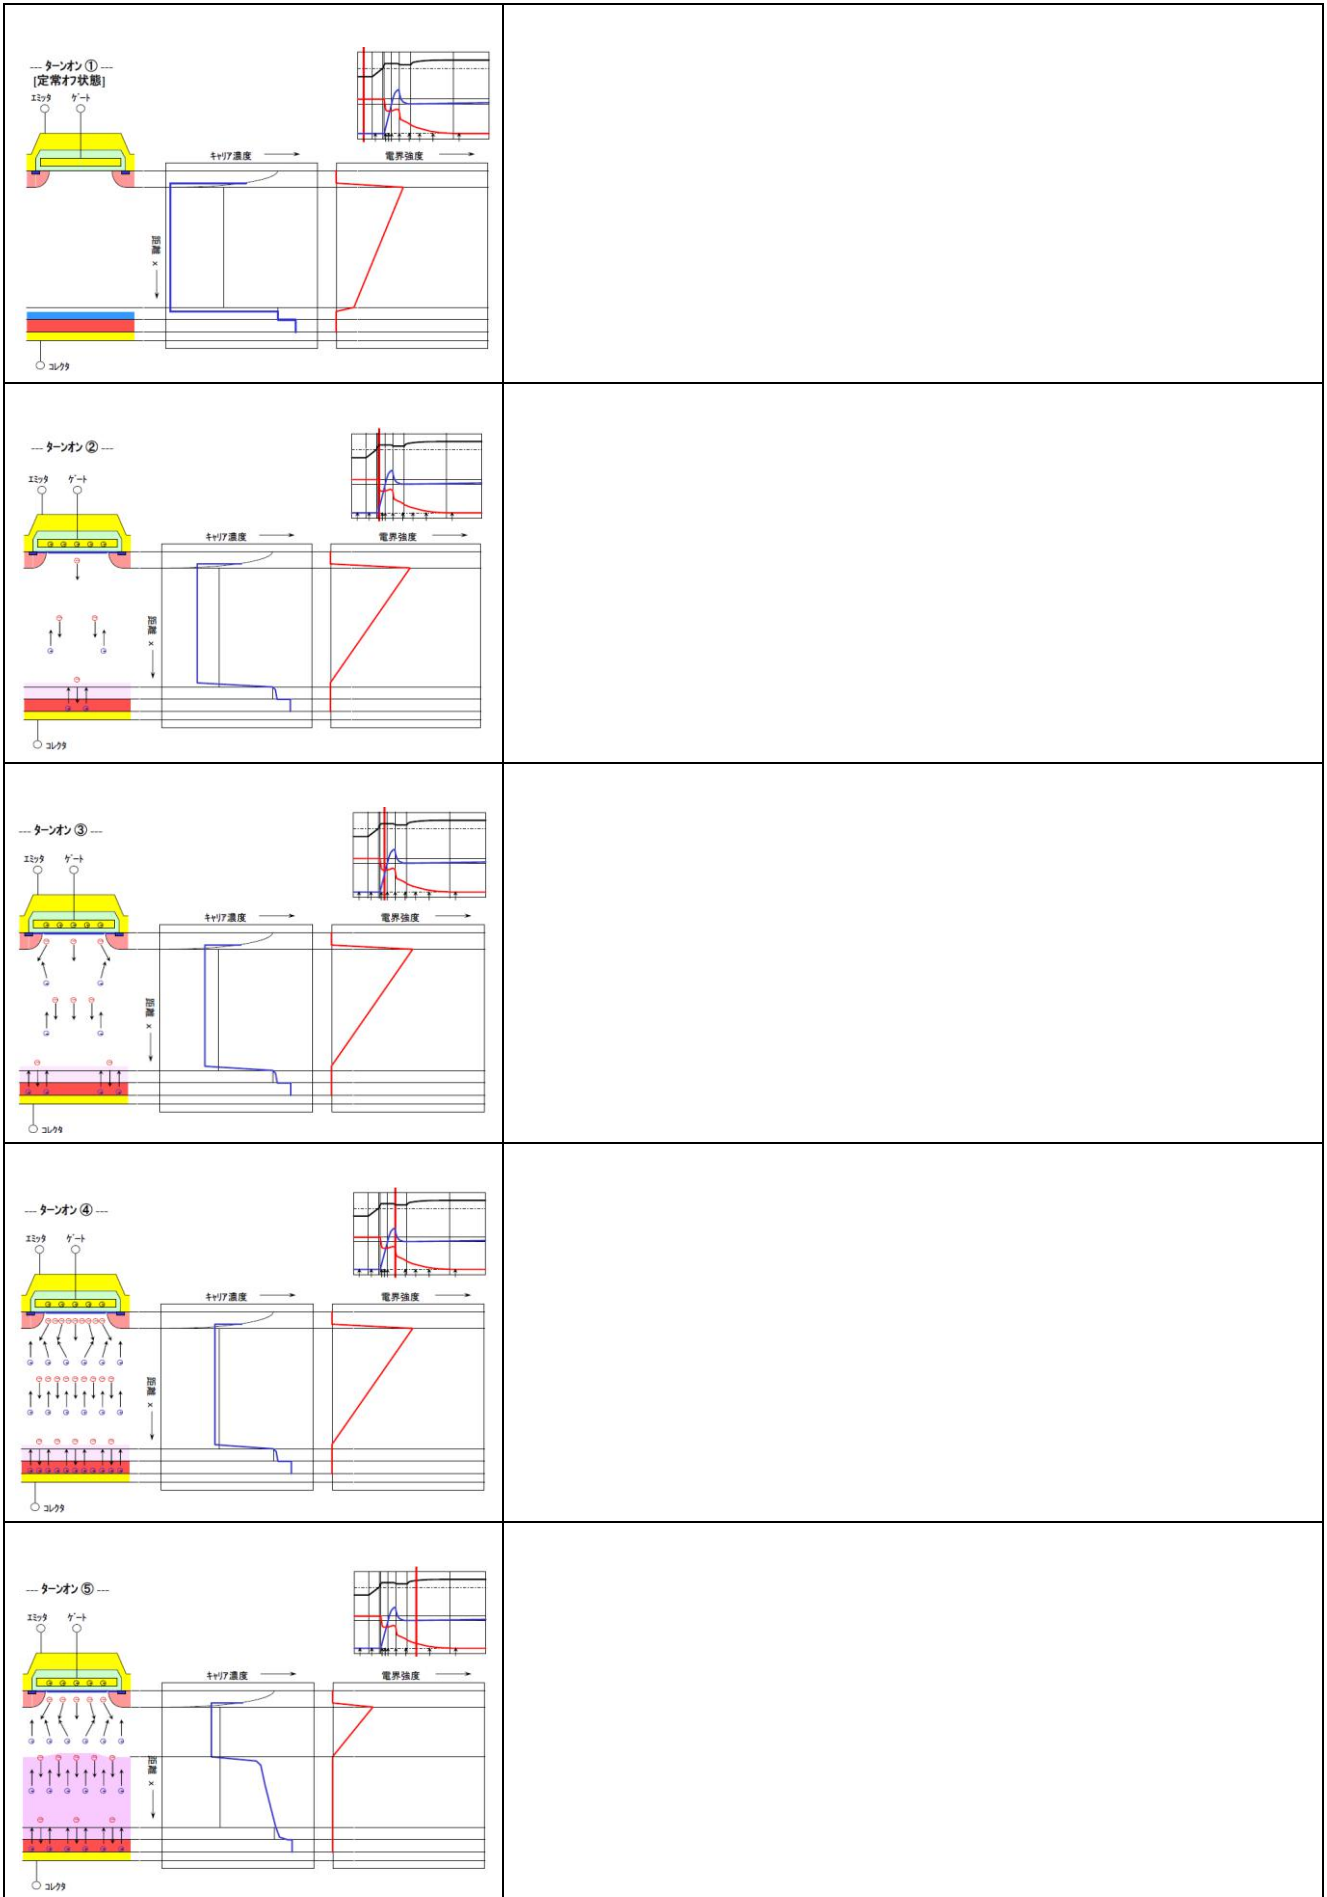 --- ターンオン ① ---
[定常オフ状態]
エミッタ ゲート
キャリア濃度
電界強度
距離 x
コレクタ
--- ターンオン ② ---
エミッタ ゲート
キャリア濃度
電界強度
距離 x
コレクタ
--- ターンオン ③ ---
エミッタ ゲート
キャリア濃度
電界強度
距離 x
コレクタ
--- ターンオン ④ ---
エミッタ ゲート
キャリア濃度
電界強度
距離 x
コレクタ
--- ターンオン ⑤ ---
エミッタ ゲート
キャリア濃度
電界強度
距離 x
コレクタ